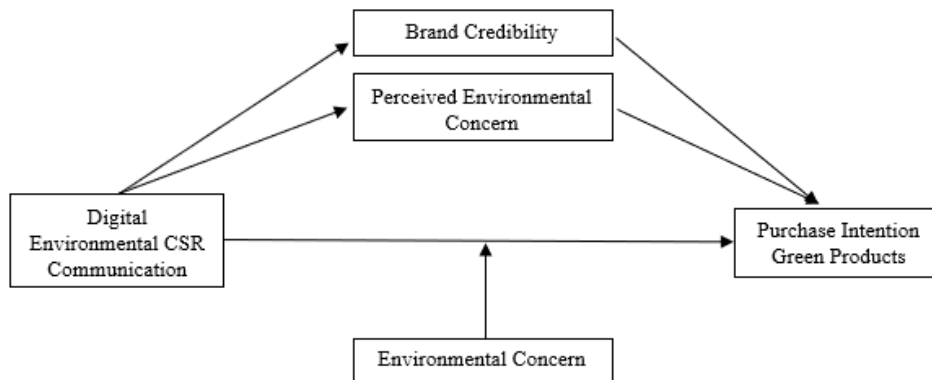 Brand Credibility
Perceived Environmental
Concern
Digital
Environmental CSR
Communication
Purchase Intention
Green Products
Environmental Concern